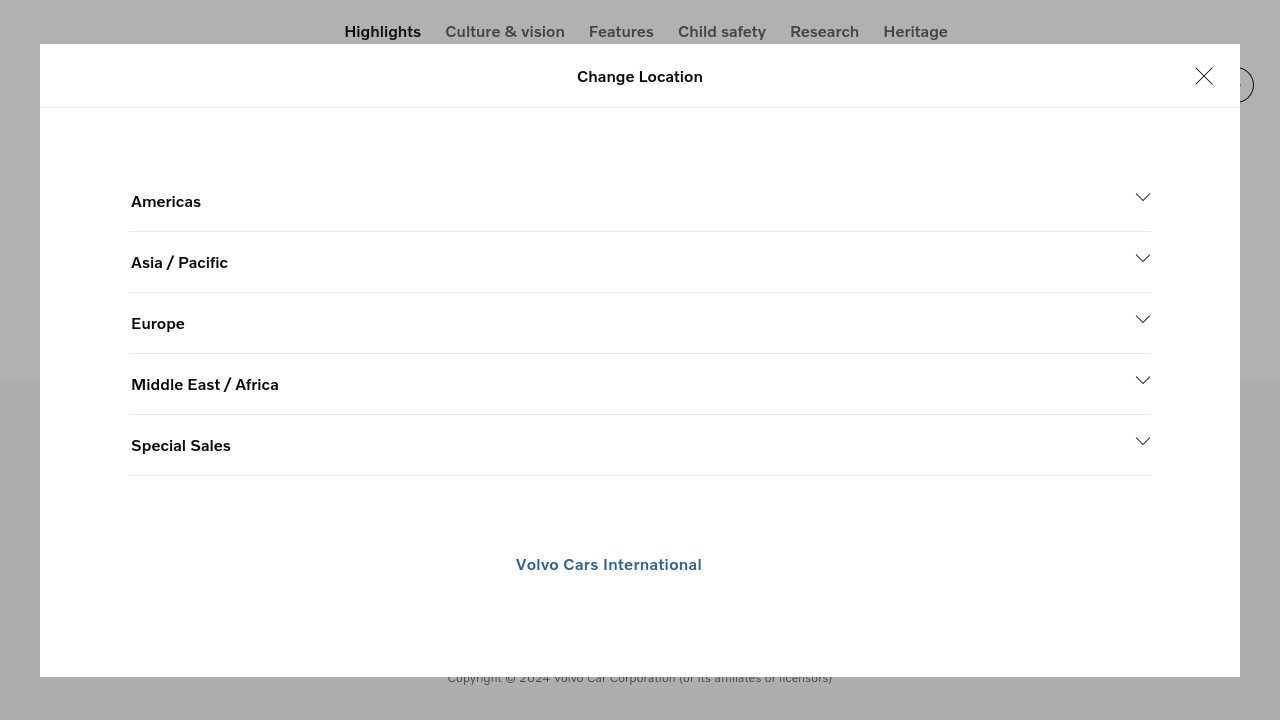 Highlights Culture & vision Features Child safety Research Heritage
Change Location
Americas
Asia / Pacific
Europe
Middle East / Africa
Special Sales
Volvo Cars International
Copyright © 2024 Volvo Car Corporation (or its affiliates or licensors)